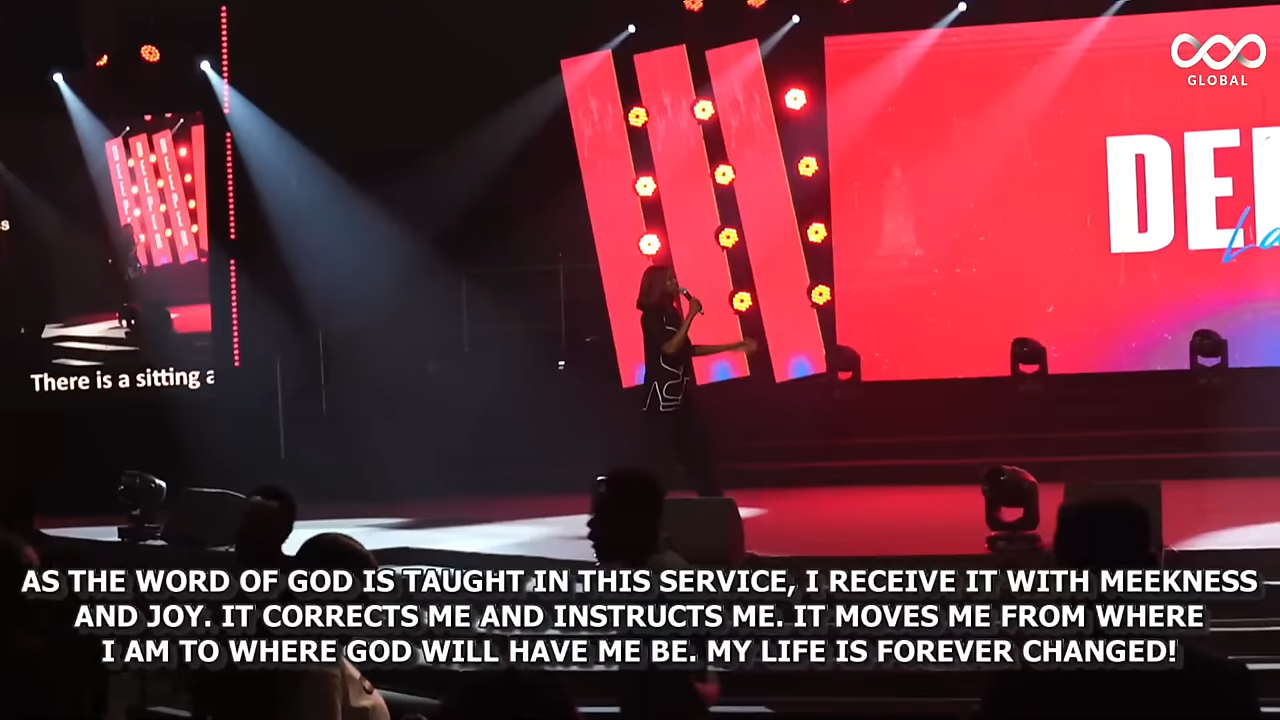 GLOBAL
DE
La
s
There is a sitting a
AS THE WORD OF GOD IS TAUGHT IN THIS SERVICE, I RECEIVE IT WITH MEEKNESS
AND JOY. IT CORRECTS ME AND INSTRUCTS ME. IT MOVES ME FROM WHERE
I AM TO WHERE GOD WILL HAVE ME BE. MY LIFE IS FOREVER CHANGED!